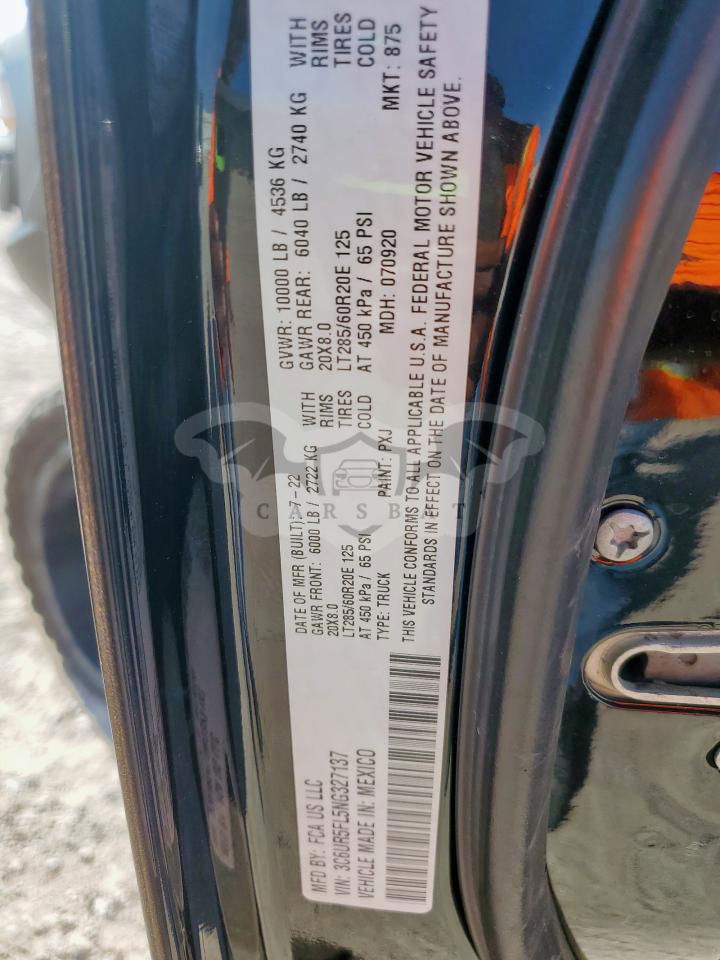 MFD BY: FCA US LLC
DATE OF MFR (BUILT): 7-22
GVWR: 10000 LB / 4536 KG
GAWR FRONT: 6000 LB / 2722 KG WITH
20X8.0 RIMS
LT285/60R20E 125 TIRES
AT 450 kPa / 65 PSI COLD
GAWR REAR: 6040 LB / 2740 KG WITH
20X8.0 RIMS
LT285/60R20E 125 TIRES
AT 450 kPa / 65 PSI COLD
VIN: 3C6UR5FL5NG327137
TYPE: TRUCK
PAINT: PXJ
MDH: 070920
MKT: 875
VEHICLE MADE IN: MEXICO
THIS VEHICLE CONFORMS TO ALL APPLICABLE U.S.A. FEDERAL MOTOR VEHICLE SAFETY
STANDARDS IN EFFECT ON THE DATE OF MANUFACTURE SHOWN ABOVE.
CARSBAT